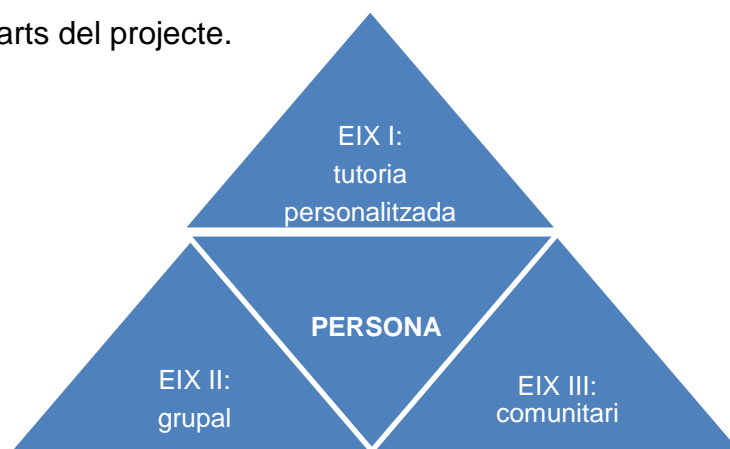 arts del projecte.
EIX I:
tutoria
personalitzada
PERSONA
EIX II:
grupal
EIX III:
comunitari